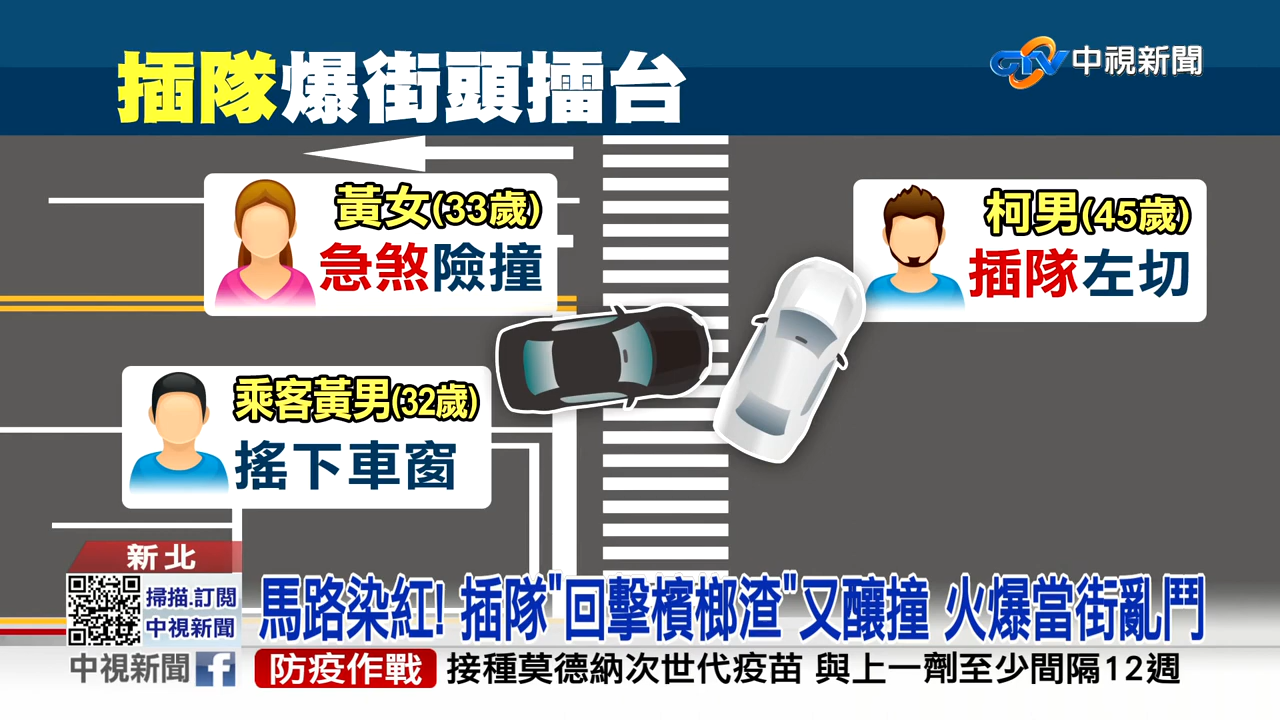 插隊爆街頭擂台
CTV中視新聞
黃女(33歲)
急煞險撞
柯男(45歲)
插隊左切
乘客黃男(32歲)
搖下車窗
新北
掃描.訂閱
中視新聞
馬路染紅! 插隊"回擊檳榔渣"又釀撞 火爆當街亂鬥
中視新聞 f
防疫作戰 接種莫德納次世代疫苗 與上一劑至少間隔12週